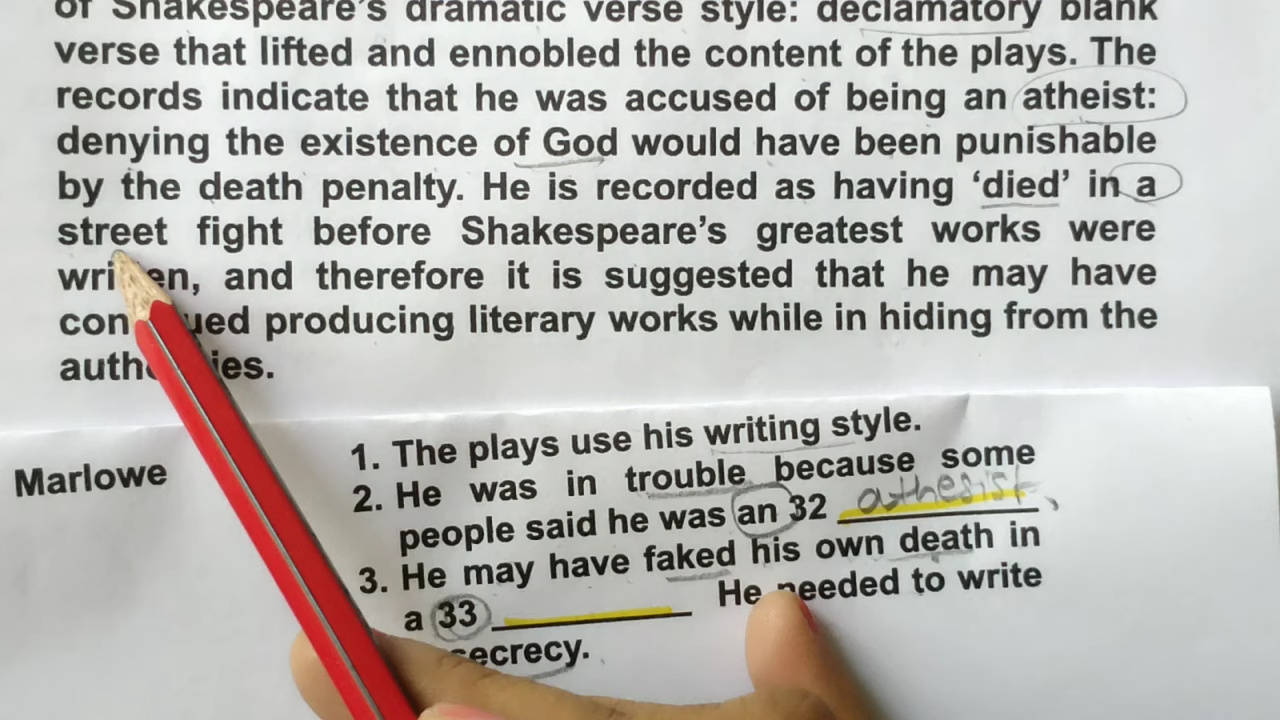 of Shakespeare's dramatic verse style: declamatory blank
verse that lifted and ennobled the content of the plays. The
records indicate that he was accused of being an atheist:
denying the existence of God would have been punishable
by the death penalty. He is recorded as having ‘died’ in a
street fight before Shakespeare's greatest works were
and therefore it is suggested that he may have
producing literary works while in hiding from the
Marlowe
1. The plays use his writing style.
2. He was in trouble because some
people said he was an 32 athesist,
3. He may have faked his own death in
a 33 ________ He needed to write
secrecy.